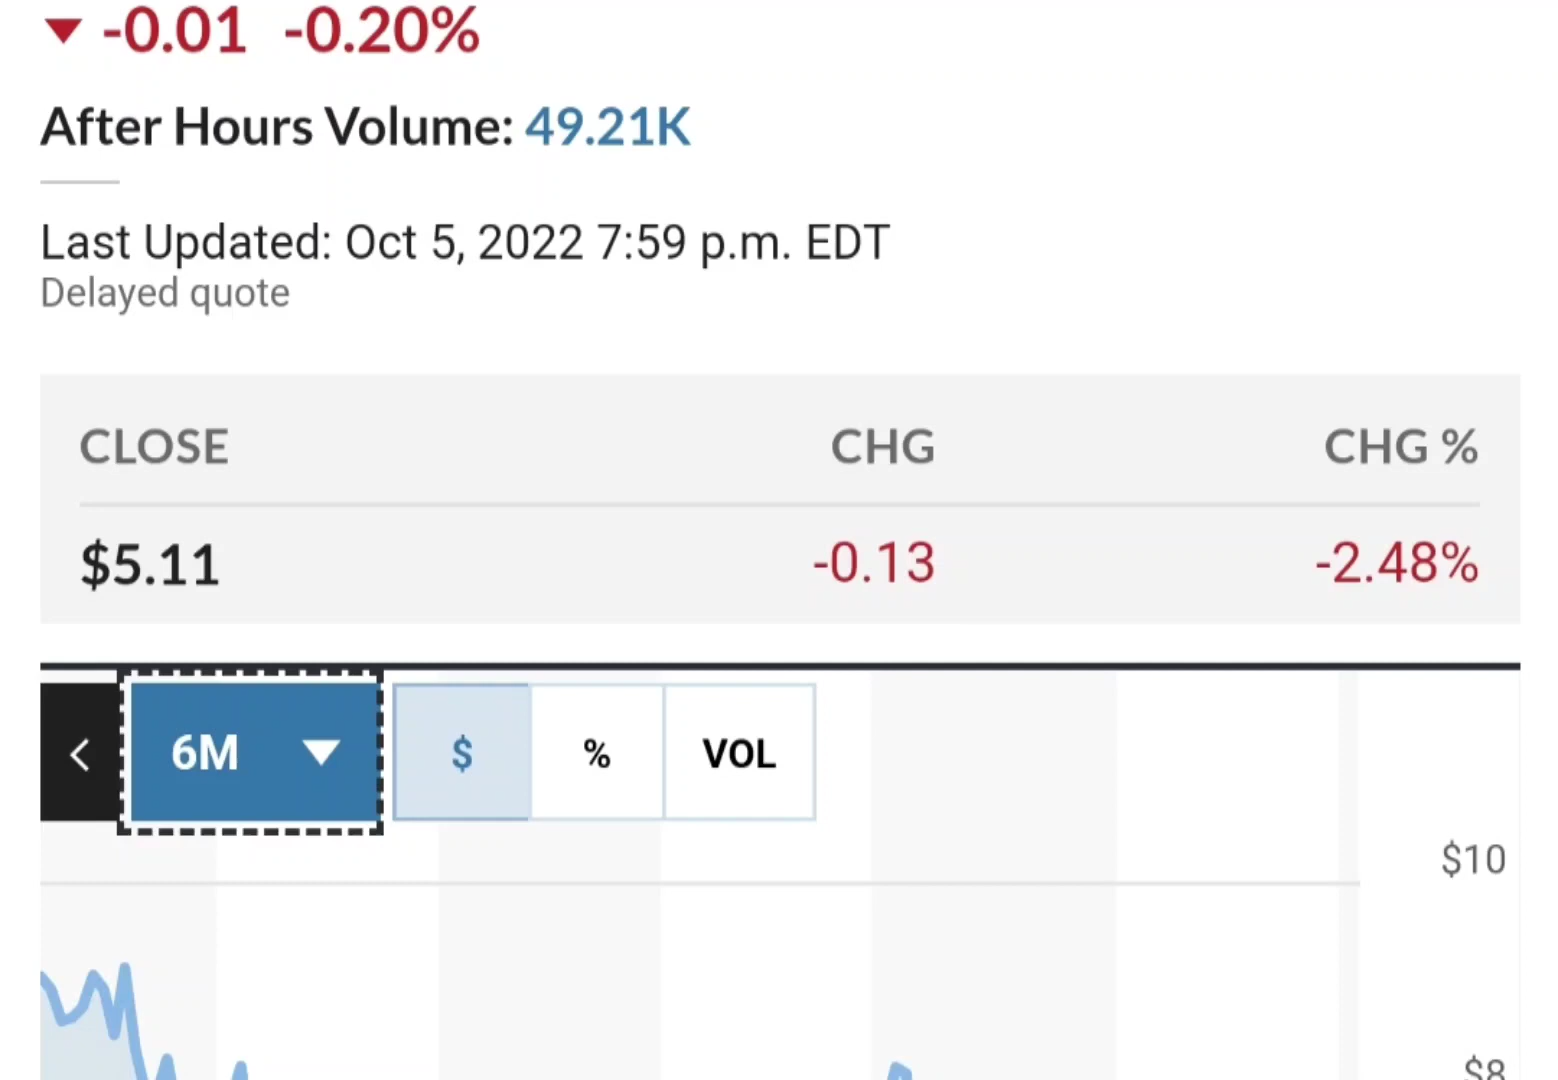 -0.01 -0.20%
After Hours Volume: 49.21K
Last Updated: Oct 5, 2022 7:59 p.m. EDT
Delayed quote
CLOSE CHG CHG %
$5.11 -0.13 -2.48%
6M $ % VOL
$10
$8